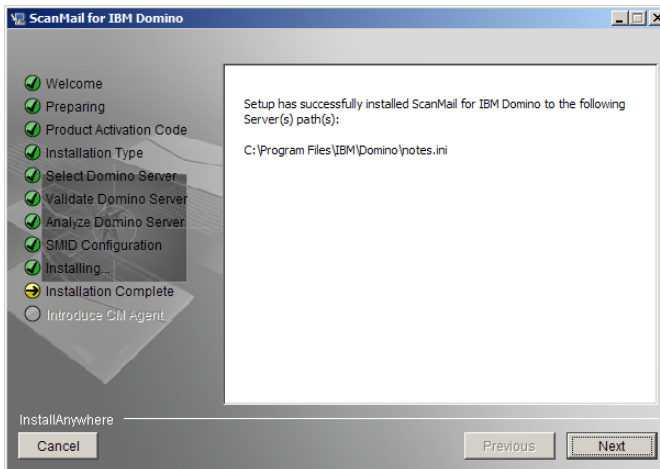 ScanMail for IBM Domino
Welcome
Preparing
Product Activation Code
Installation Type
Select Domino Server
Validate Domino Server
Analyze Domino Server
SMID Configuration
Installing...
Installation Complete
Introduce CM Agent
Setup has successfully installed ScanMail for IBM Domino to the following
Server(s) path(s):
C:\Program Files\IBM\Domino\notes.ini
InstallAnywhere
Cancel
Previous
Next